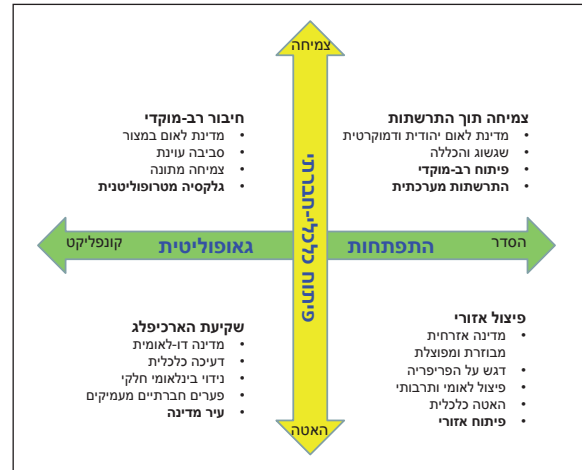 צמיחה
צמיחה תוך התרשתות
• מדינת לאום יהודית ודמוקרטית
• שגשוג והכללה
• פיתוח רב-מוקדי
• התרשתות מערכתית
חיבור רב-מוקדי
• מדינת לאום במצור
• סביבה עוינת
• צמיחה מתונה
• גלקסיה מטרופוליטנית
פיתוח כלכלי-חברתי
הסדר
התפתחות
גאופוליטית
קונפליקט
פיצול אזורי
• מדינה אזרחית
מבוזרת ומפוצלת
• דגש על הפריפריה
• פיצול לאומי ותרבותי
• האטה כלכלית
• פיתוח אזורי
שקיעת הארכיפלג
• מדינה דו-לאומית
• דעיכה כלכלית
• נידוי בינלאומי חלקי
• פערים חברתיים מעמיקים
• עיר מדינה
האטה